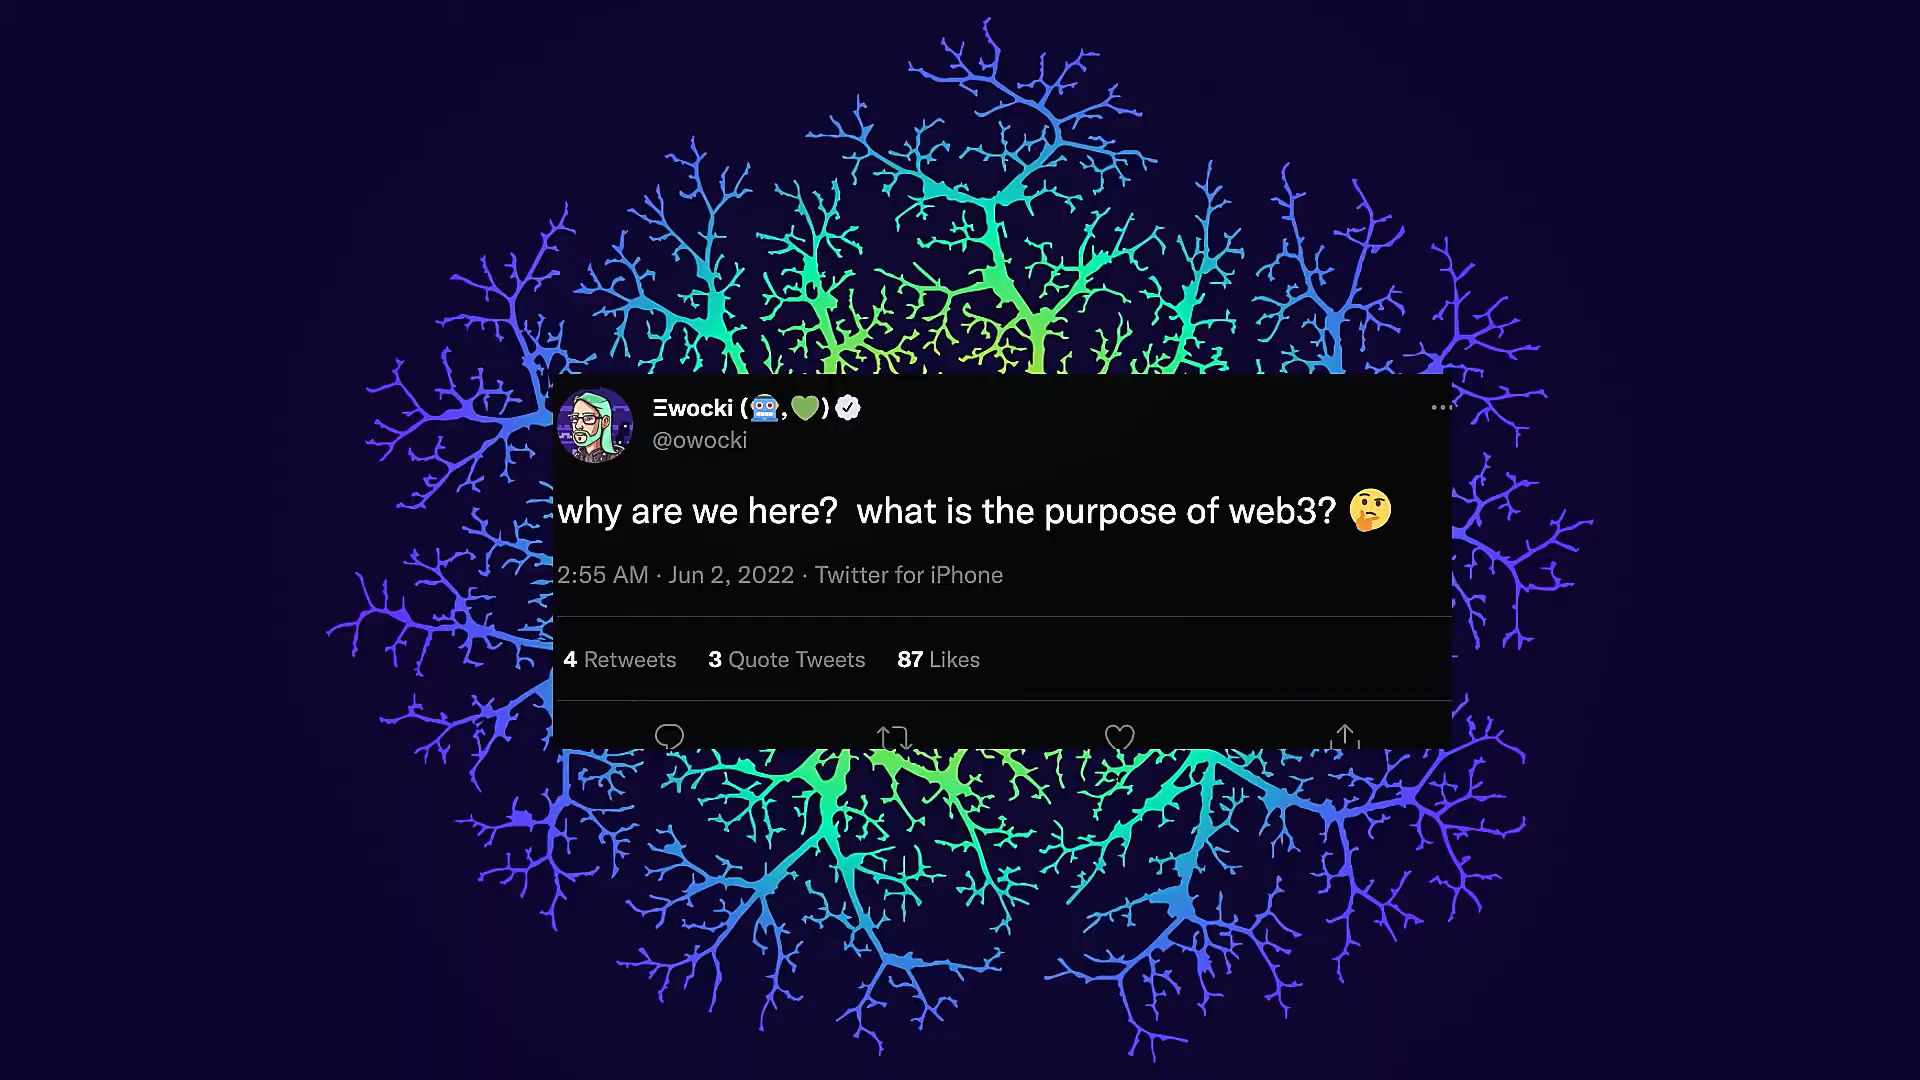 Ξwocki (🤖,💚)
@owocki
why are we here?  what is the purpose of web3? 🤔
2:55 AM · Jun 2, 2022 · Twitter for iPhone
4 Retweets 3 Quote Tweets 87 Likes